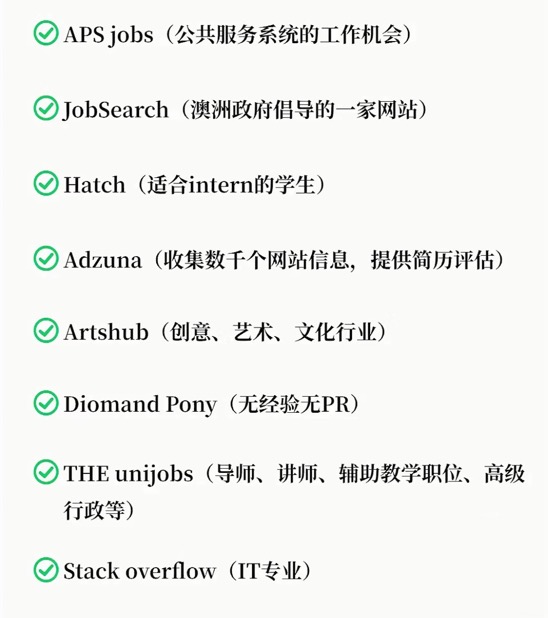 APS jobs（公共服务系统的工作机会）
JobSearch（澳洲政府倡导的一家网站）
Hatch（适合intern的学生）
Adzuna（收集数千个网站信息，提供简历评估）
Artshub（创意、艺术、文化行业）
Diomand Pony（无经验无PR）
THE unijobs（导师、讲师、辅助教学职位、高级
行政等）
Stack overflow（IT专业）